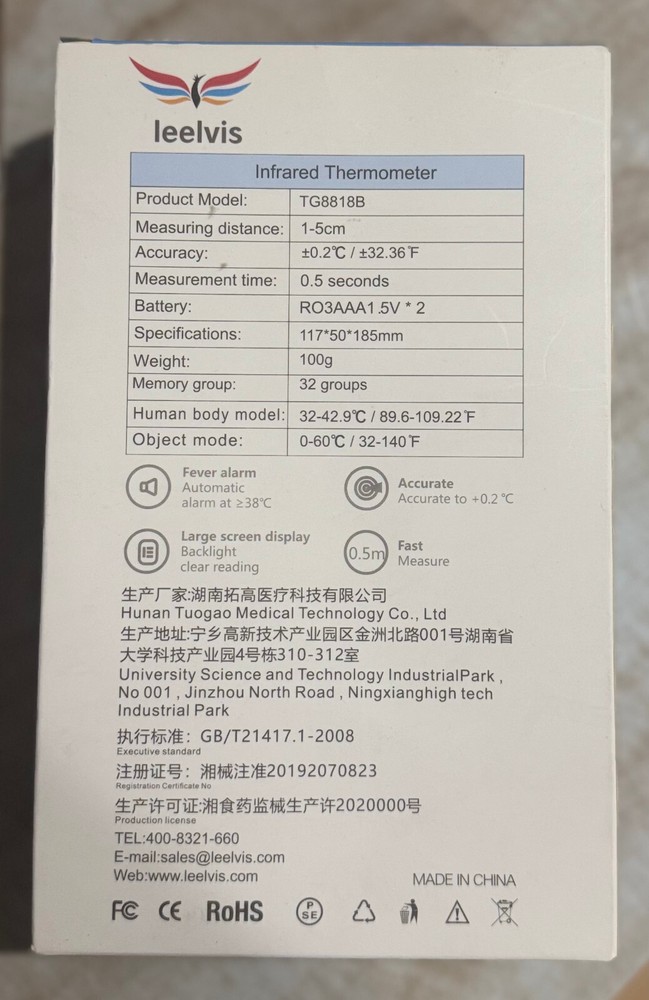 leelvis
Infrared Thermometer
Product Model: TG8818B
Measuring distance: 1-5cm
Accuracy: ±0.2℃ / ±32.36℉
Measurement time: 0.5 seconds
Battery: RO3AAA1.5V * 2
Specifications: 117*50*185mm
Weight: 100g
Memory group: 32 groups
Human body model: 32-42.9℃ / 89.6-109.22℉
Object mode: 0-60℃ / 32-140℉
Fever alarm
Automatic
alarm at ≥38℃
Accurate
Accurate to +0.2℃
Large screen display
Backlight
clear reading
0.5m
Fast
Measure
生产厂家:湖南拓高医疗科技有限公司
Hunan Tuogao Medical Technology Co., Ltd
生产地址:宁乡高新技术产业园区金洲北路001号湖南省
大学科技产业园4号栋310-312室
University Science and Technology IndustrialPark ,
No 001 , Jinzhou North Road , Ningxianghigh tech
Industrial Park
执行标准：GB/T21417.1-2008
Executive standard
注册证号：湘械注准20192070823
Registration Certificate No
生产许可证:湘食药监械生产许2020000号
Production license
TEL:400-8321-660
E-mail:sales@leelvis.com
Web:www.leelvis.com
MADE IN CHINA
FC CE RoHS PSE